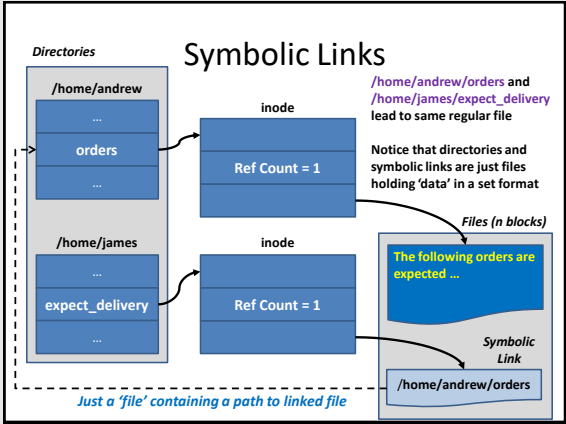 Symbolic Links
Directories
/home/andrew
…
orders
…
inode
Ref Count = 1
/home/andrew/orders and
/home/james/expect_delivery
lead to same regular file
Notice that directories and
symbolic links are just files
holding ‘data’ in a set format
/home/james
…
expect_delivery
…
inode
Ref Count = 1
Files (n blocks)
The following orders are
expected …
Symbolic
Link
/home/andrew/orders
Just a ‘file’ containing a path to linked file